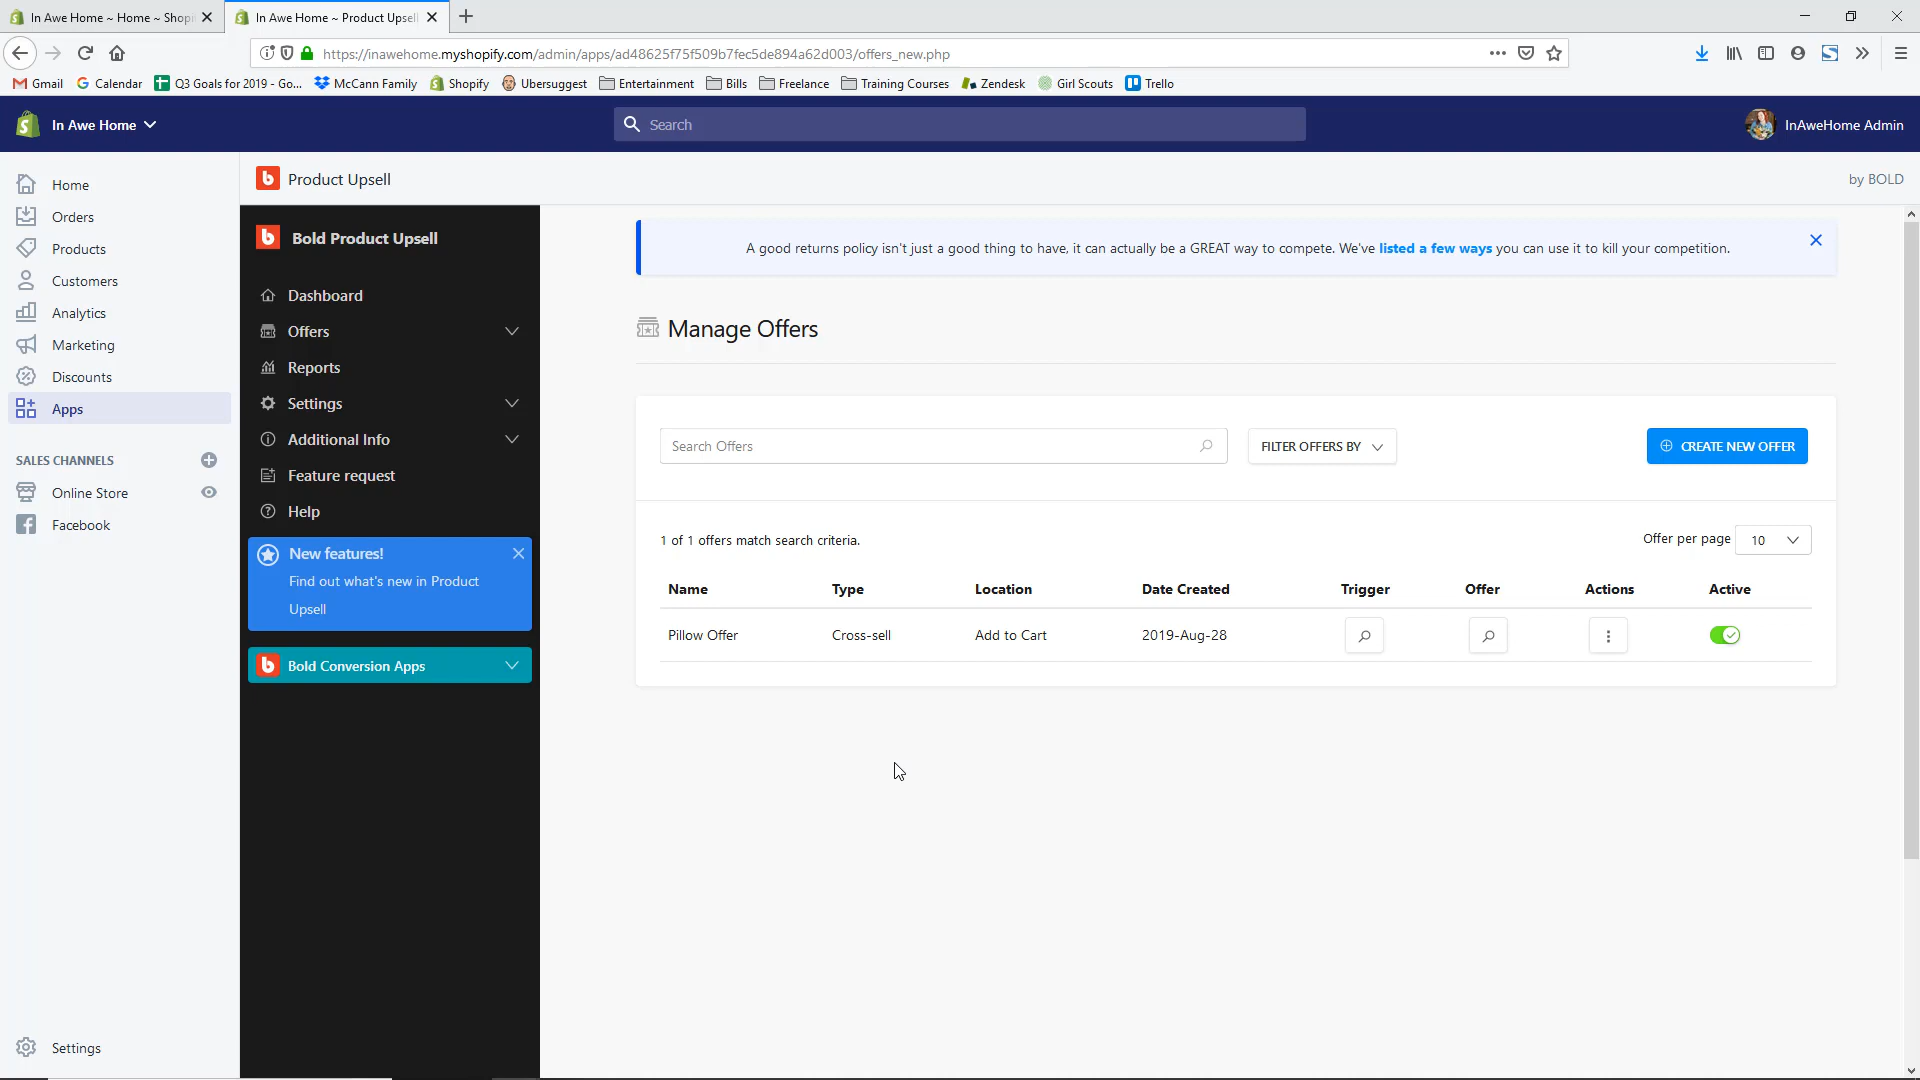 In Awe Home ~ Home ~ Shopi
In Awe Home ~ Product Upsell
https://inawehome.myshopify.com/admin/apps/ad48625f75f509b7fec5de894a62d003/offers_new.php
Gmail
Calendar
Q3 Goals for 2019 - Go...
McCann Family
Shopify
Ubersuggest
Entertainment
Bills
Freelance
Training Courses
Zendesk
Girl Scouts
Trello
In Awe Home
Search
InAweHome Admin
Home
Orders
Products
Customers
Analytics
Marketing
Discounts
Apps
SALES CHANNELS
Online Store
Facebook
Settings
Product Upsell
by BOLD
Bold Product Upsell
Dashboard
Offers
Reports
Settings
Additional Info
Feature request
Help
New features!
Find out what's new in Product
Upsell
Bold Conversion Apps
A good returns policy isn't just a good thing to have, it can actually be a GREAT way to compete. We've listed a few ways you can use it to kill your competition.
Manage Offers
Search Offers
FILTER OFFERS BY
CREATE NEW OFFER
1 of 1 offers match search criteria.
Offer per page 10
Name Type Location Date Created Trigger Offer Actions Active
Pillow Offer Cross-sell Add to Cart 2019-Aug-28